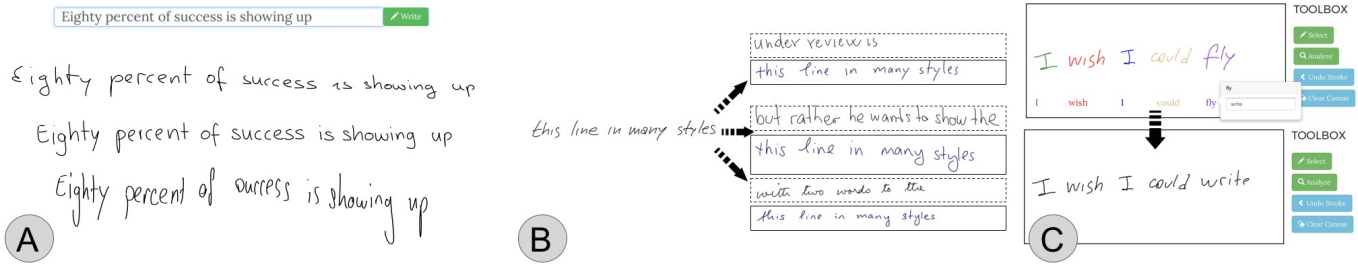 Eighty percent of success is showing up
Write
Eighty percent of success is showing up
Eighty percent of success is showing up
Eighty percent of ouccess is showing up
A
this line in many styles
under review is
this line in many styles
but rather he wants to show the
this line in many styles
with two words to the
this line in many styles
B
I wish I could fly
I wish I could fly
fly
write
TOOLBOX
Select
Analyze
Undo Stroke
Clear Canvas
I wish I could write
TOOLBOX
Select
Analyze
Undo Stroke
Clear Canvas
C